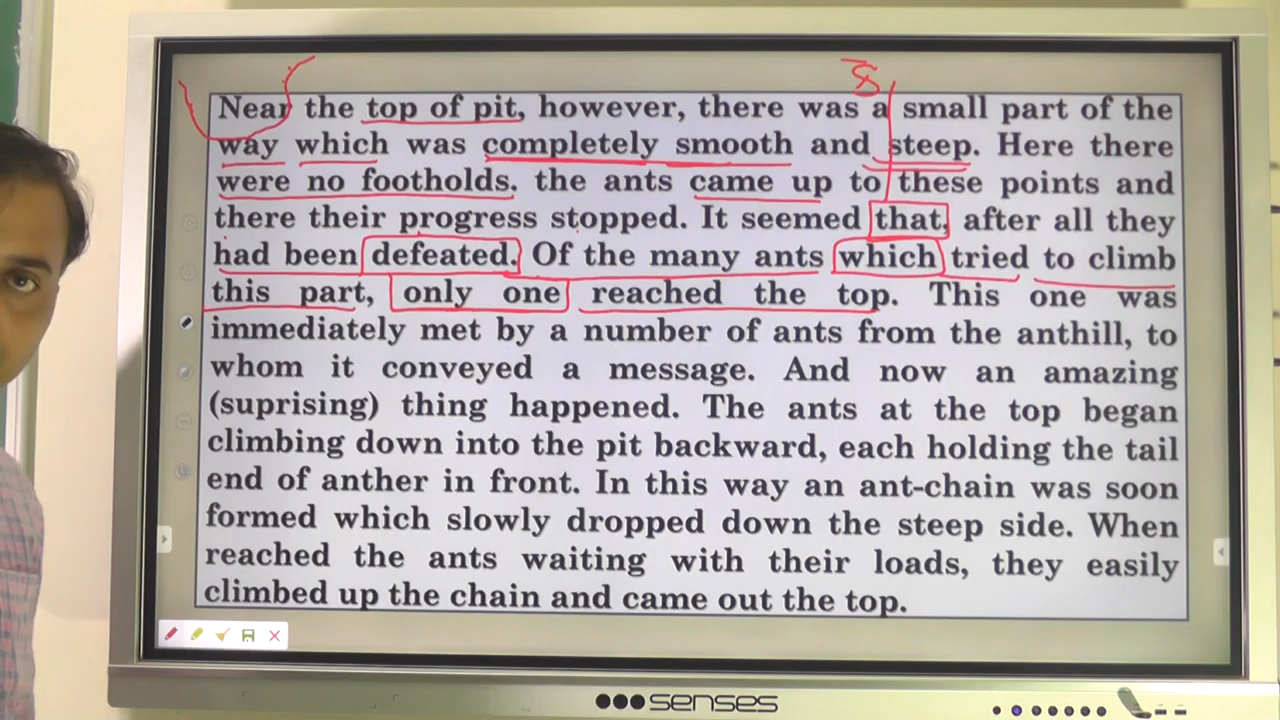 Near the top of pit, however, there was a small part of the
way which was completely smooth and steep. Here there
were no footholds. the ants came up to these points and
there their progress stopped. It seemed that, after all they
had been defeated. Of the many ants which tried to climb
this part, only one reached the top. This one was
immediately met by a number of ants from the anthill, to
whom it conveyed a message. And now an amazing
(suprising) thing happened. The ants at the top began
climbing down into the pit backward, each holding the tail
end of anther in front. In this way an ant-chain was soon
formed which slowly dropped down the steep side. When
reached the ants waiting with their loads, they easily
climbed up the chain and came out the top.
senses